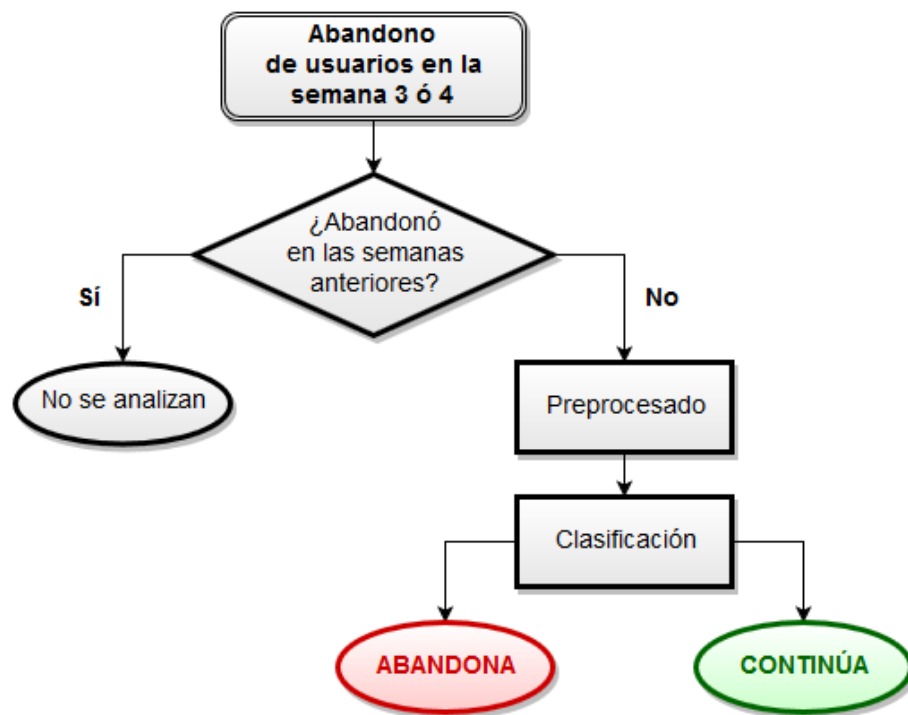 Abandono
de usuarios en la
semana 3 ó 4
¿Abandonó
en las semanas
anteriores?
Sí
No
No se analizan
Preprocesado
Clasificación
ABANDONA
CONTINÚA